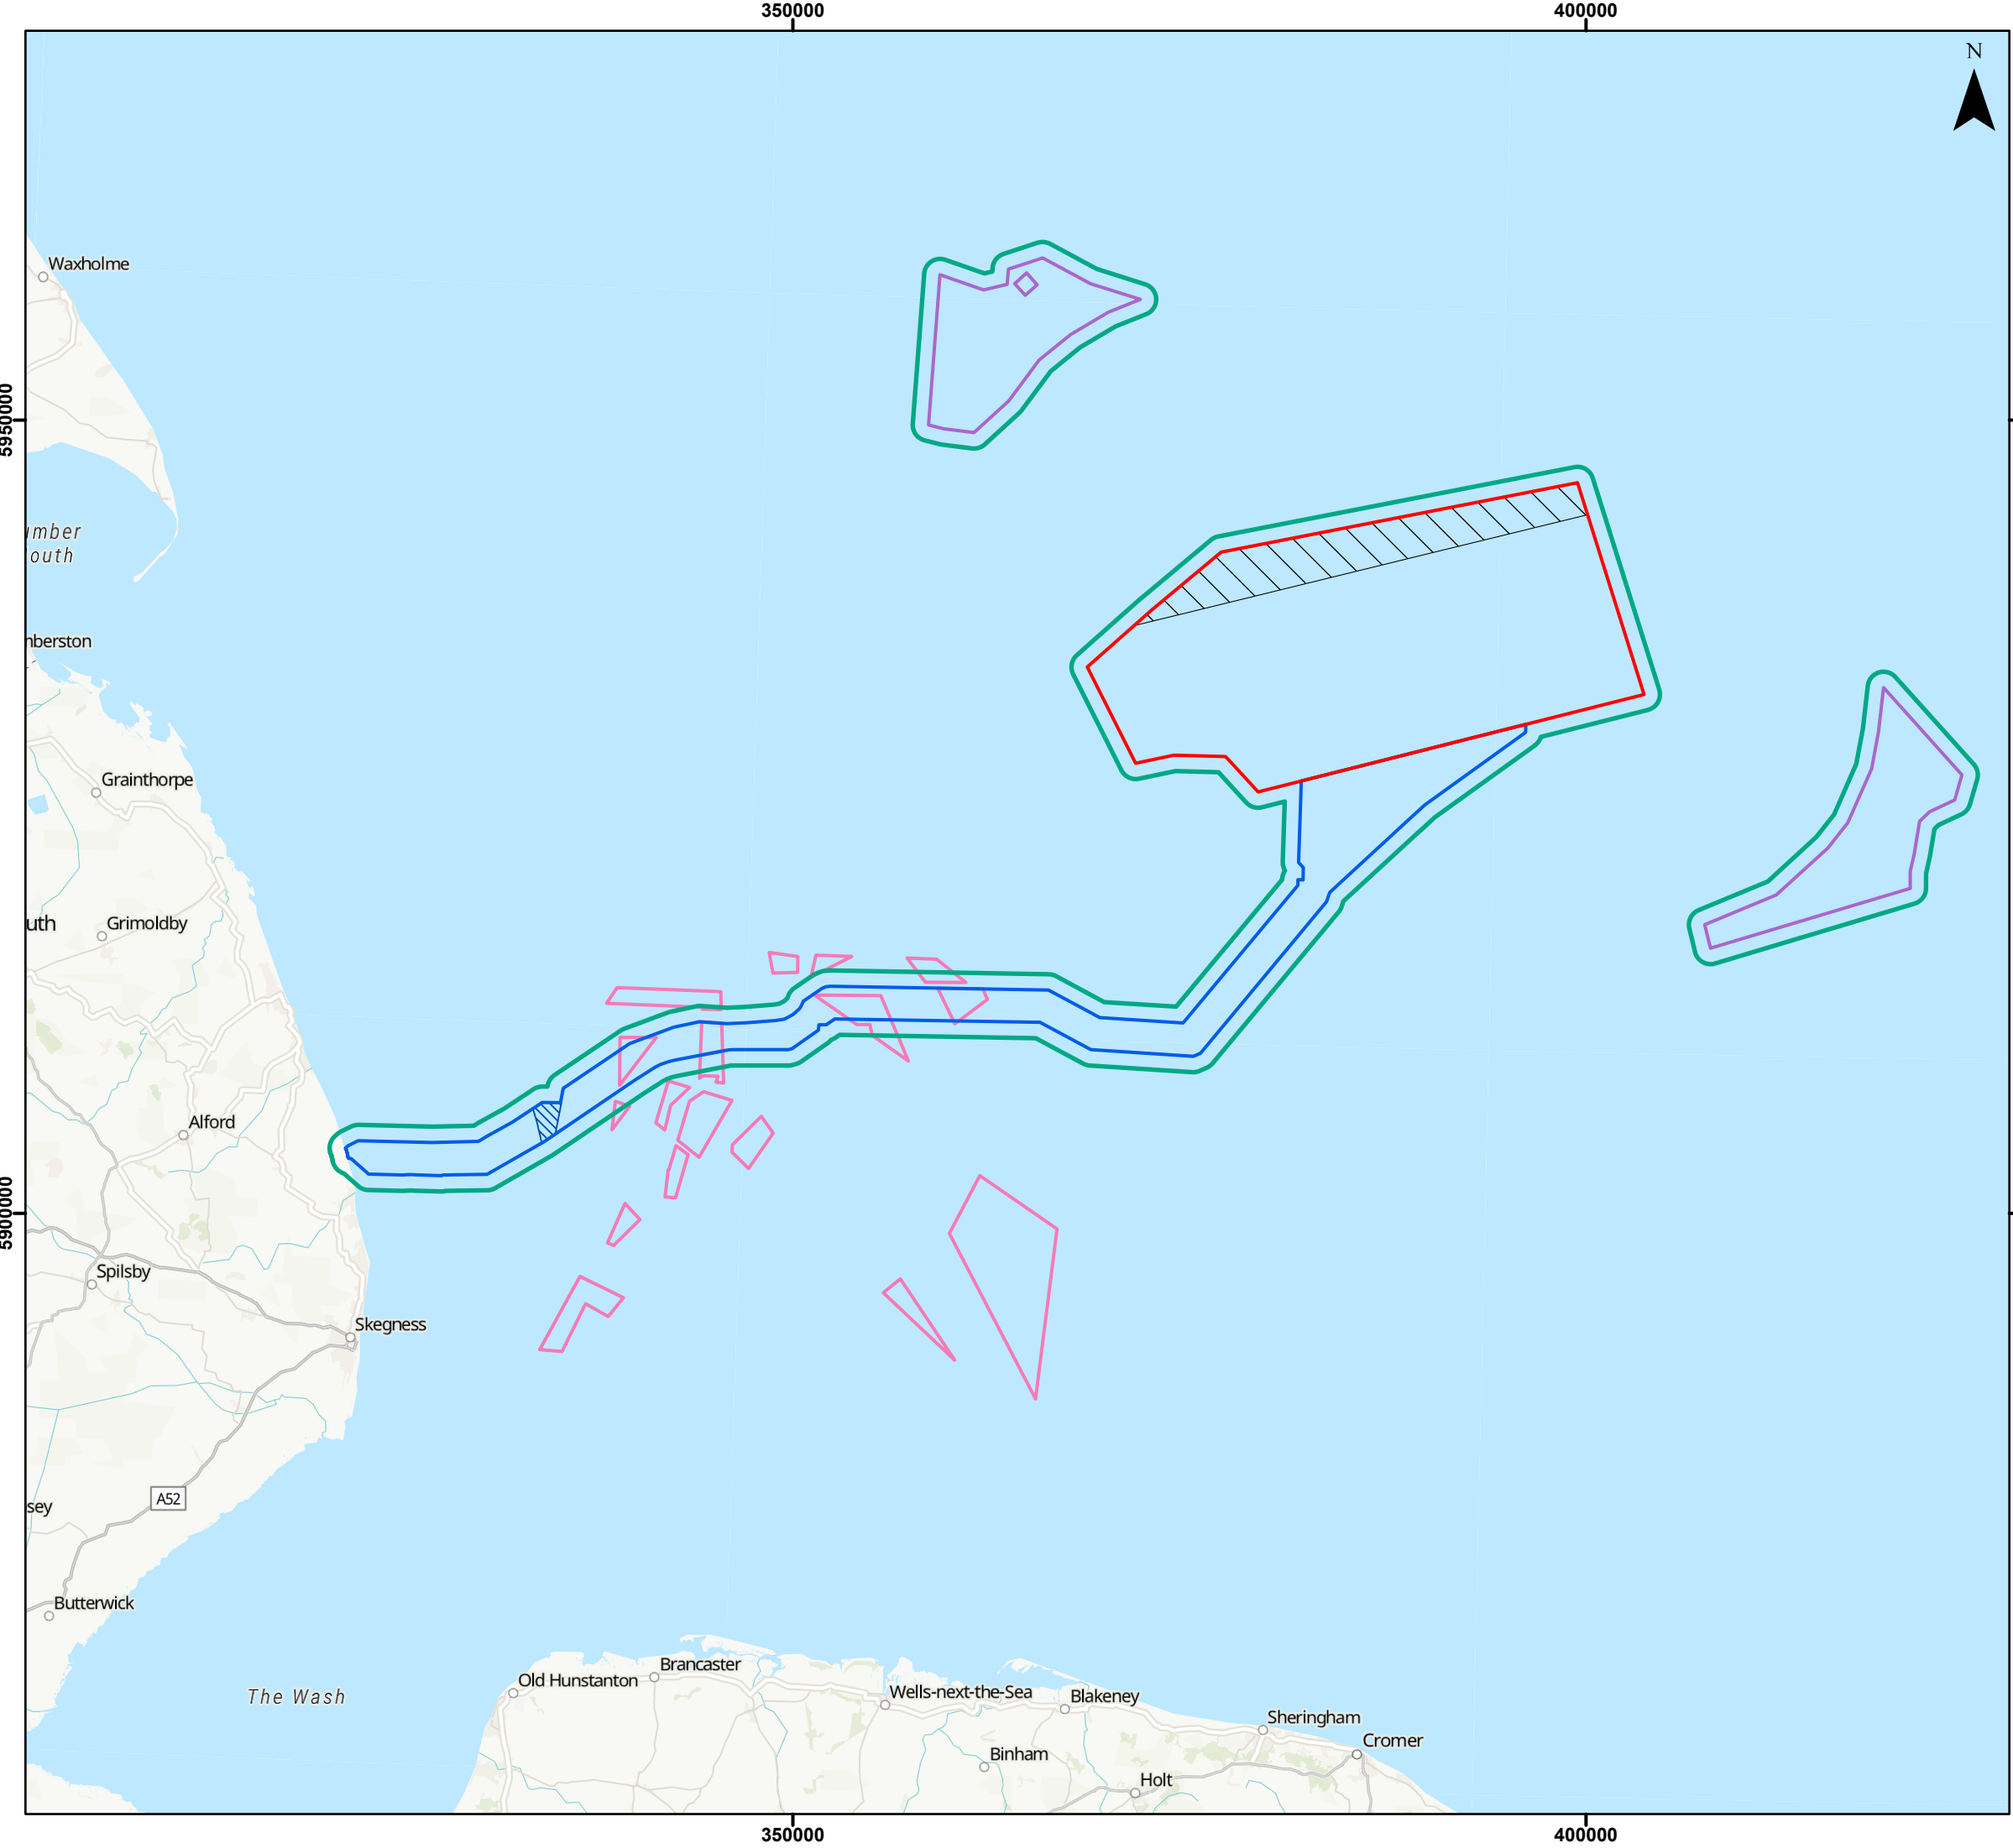 350000
400000
N
Waxholme
5950000
umber
outh
nberston
Grainthorpe
uth
Grimoldby
Alford
5900000
Spilsby
Skegness
A52
sey
Butterwick
The Wash
Old Hunstanton
Brancaster
Wells-next-the-Sea
Blakeney
Sheringham
Cromer
Binham
Holt
350000
400000